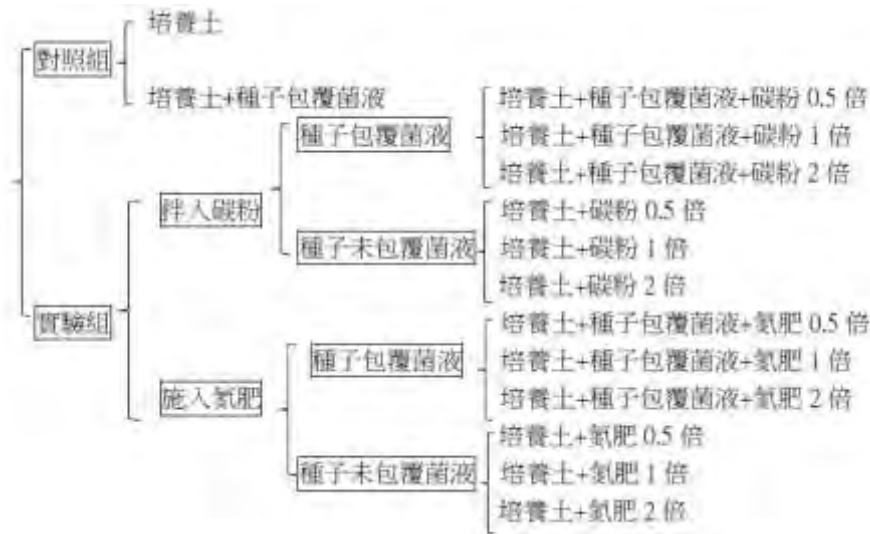 對照組
培養土
培養土+種子包覆菌液
實驗組
拌入碳粉
種子包覆菌液
培養土+種子包覆菌液+碳粉 0.5 倍
培養土+種子包覆菌液+碳粉 1 倍
培養土+種子包覆菌液+碳粉 2 倍
種子未包覆菌液
培養土+碳粉 0.5 倍
培養土+碳粉 1 倍
培養土+碳粉 2 倍
施入氮肥
種子包覆菌液
培養土+種子包覆菌液+氮肥 0.5 倍
培養土+種子包覆菌液+氮肥 1 倍
培養土+種子包覆菌液+氮肥 2 倍
種子未包覆菌液
培養土+氮肥 0.5 倍
培養土+氮肥 1 倍
培養土+氮肥 2 倍